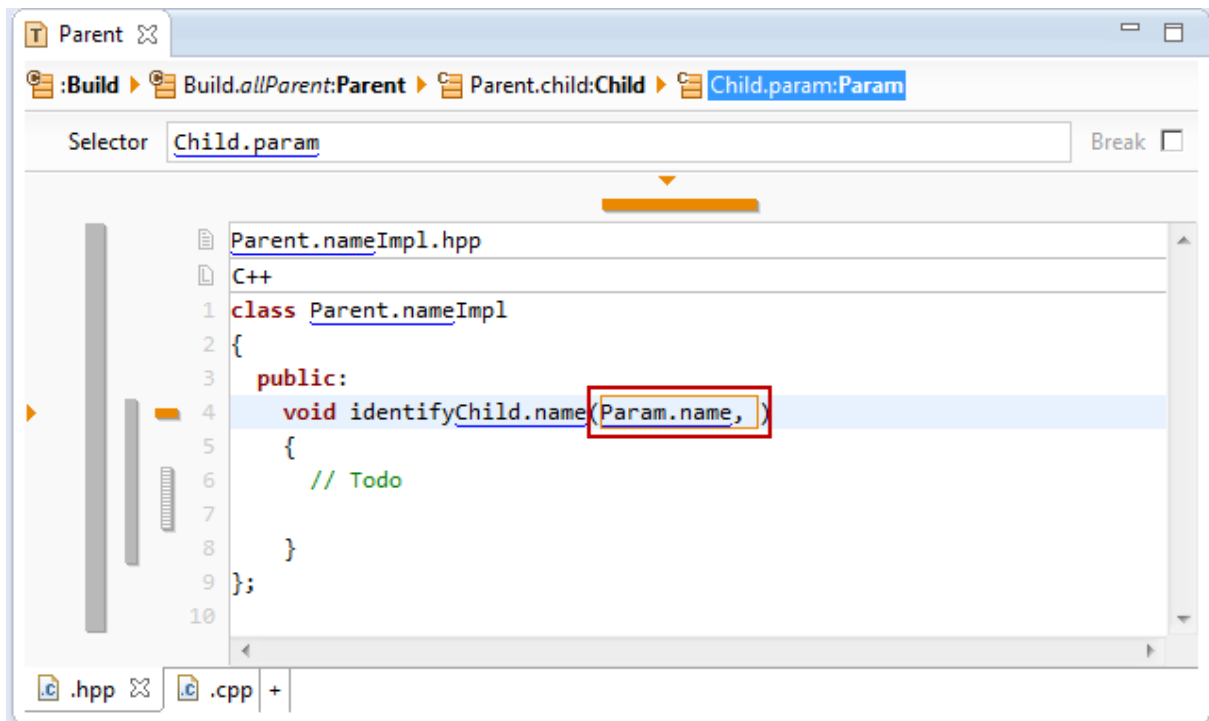 Parent
:Build Build.allParent:Parent Parent.child:Child Child.param:Param
Selector Child.param Break
Parent.nameImpl.hpp
C++
1 class Parent.nameImpl
2 {
3 public:
4 void identifyChild.name(Param.name, )
5 {
6 // Todo
7
8 }
9 };
10
.hpp .cpp +